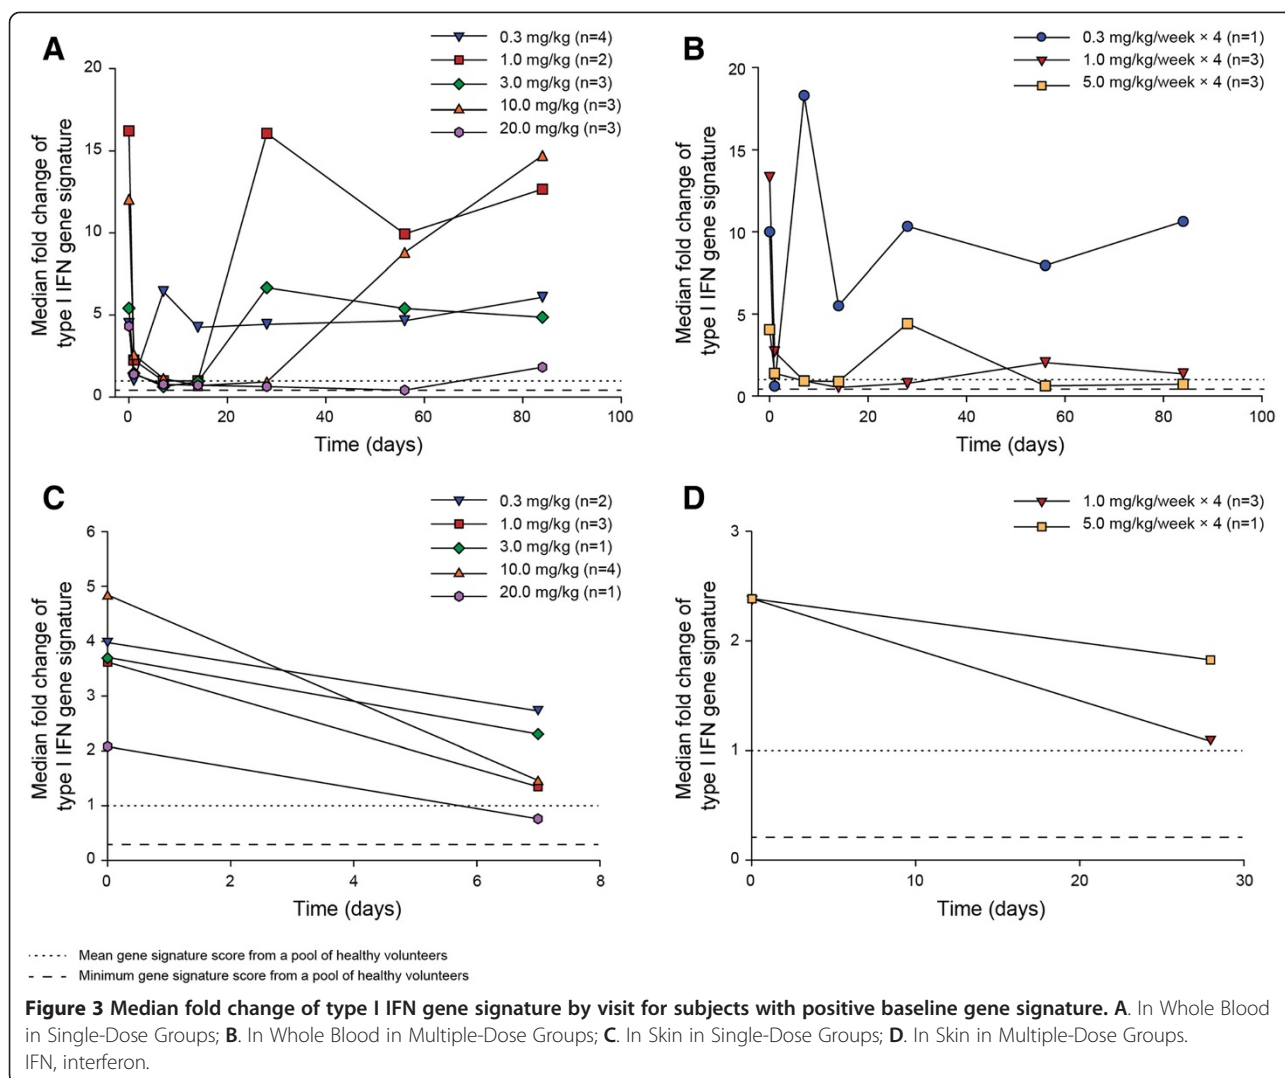 A
0.3 mg/kg (n=4)
1.0 mg/kg (n=2)
3.0 mg/kg (n=3)
10.0 mg/kg (n=3)
20.0 mg/kg (n=3)
Median fold change of
type I IFN gene signature
20
15
10
5
0
0 20 40 60 80 100
Time (days)
B
0.3 mg/kg/week × 4 (n=1)
1.0 mg/kg/week × 4 (n=3)
5.0 mg/kg/week × 4 (n=3)
Median fold change of
type I IFN gene signature
20
15
10
5
0
0 20 40 60 80 100
Time (days)
C
0.3 mg/kg (n=2)
1.0 mg/kg (n=3)
3.0 mg/kg (n=1)
10.0 mg/kg (n=4)
20.0 mg/kg (n=1)
Median fold change of
type I IFN gene signature
6
5
4
3
2
1
0
0 2 4 6 8
Time (days)
D
1.0 mg/kg/week × 4 (n=3)
5.0 mg/kg/week × 4 (n=1)
Median fold change of
type I IFN gene signature
3
2
1
0
0 10 20 30
Time (days)
Mean gene signature score from a pool of healthy volunteers
Minimum gene signature score from a pool of healthy volunteers
Figure 3 Median fold change of type I IFN gene signature by visit for subjects with positive baseline gene signature. A. In Whole Blood
in Single-Dose Groups; B. In Whole Blood in Multiple-Dose Groups; C. In Skin in Single-Dose Groups; D. In Skin in Multiple-Dose Groups.
IFN, interferon.